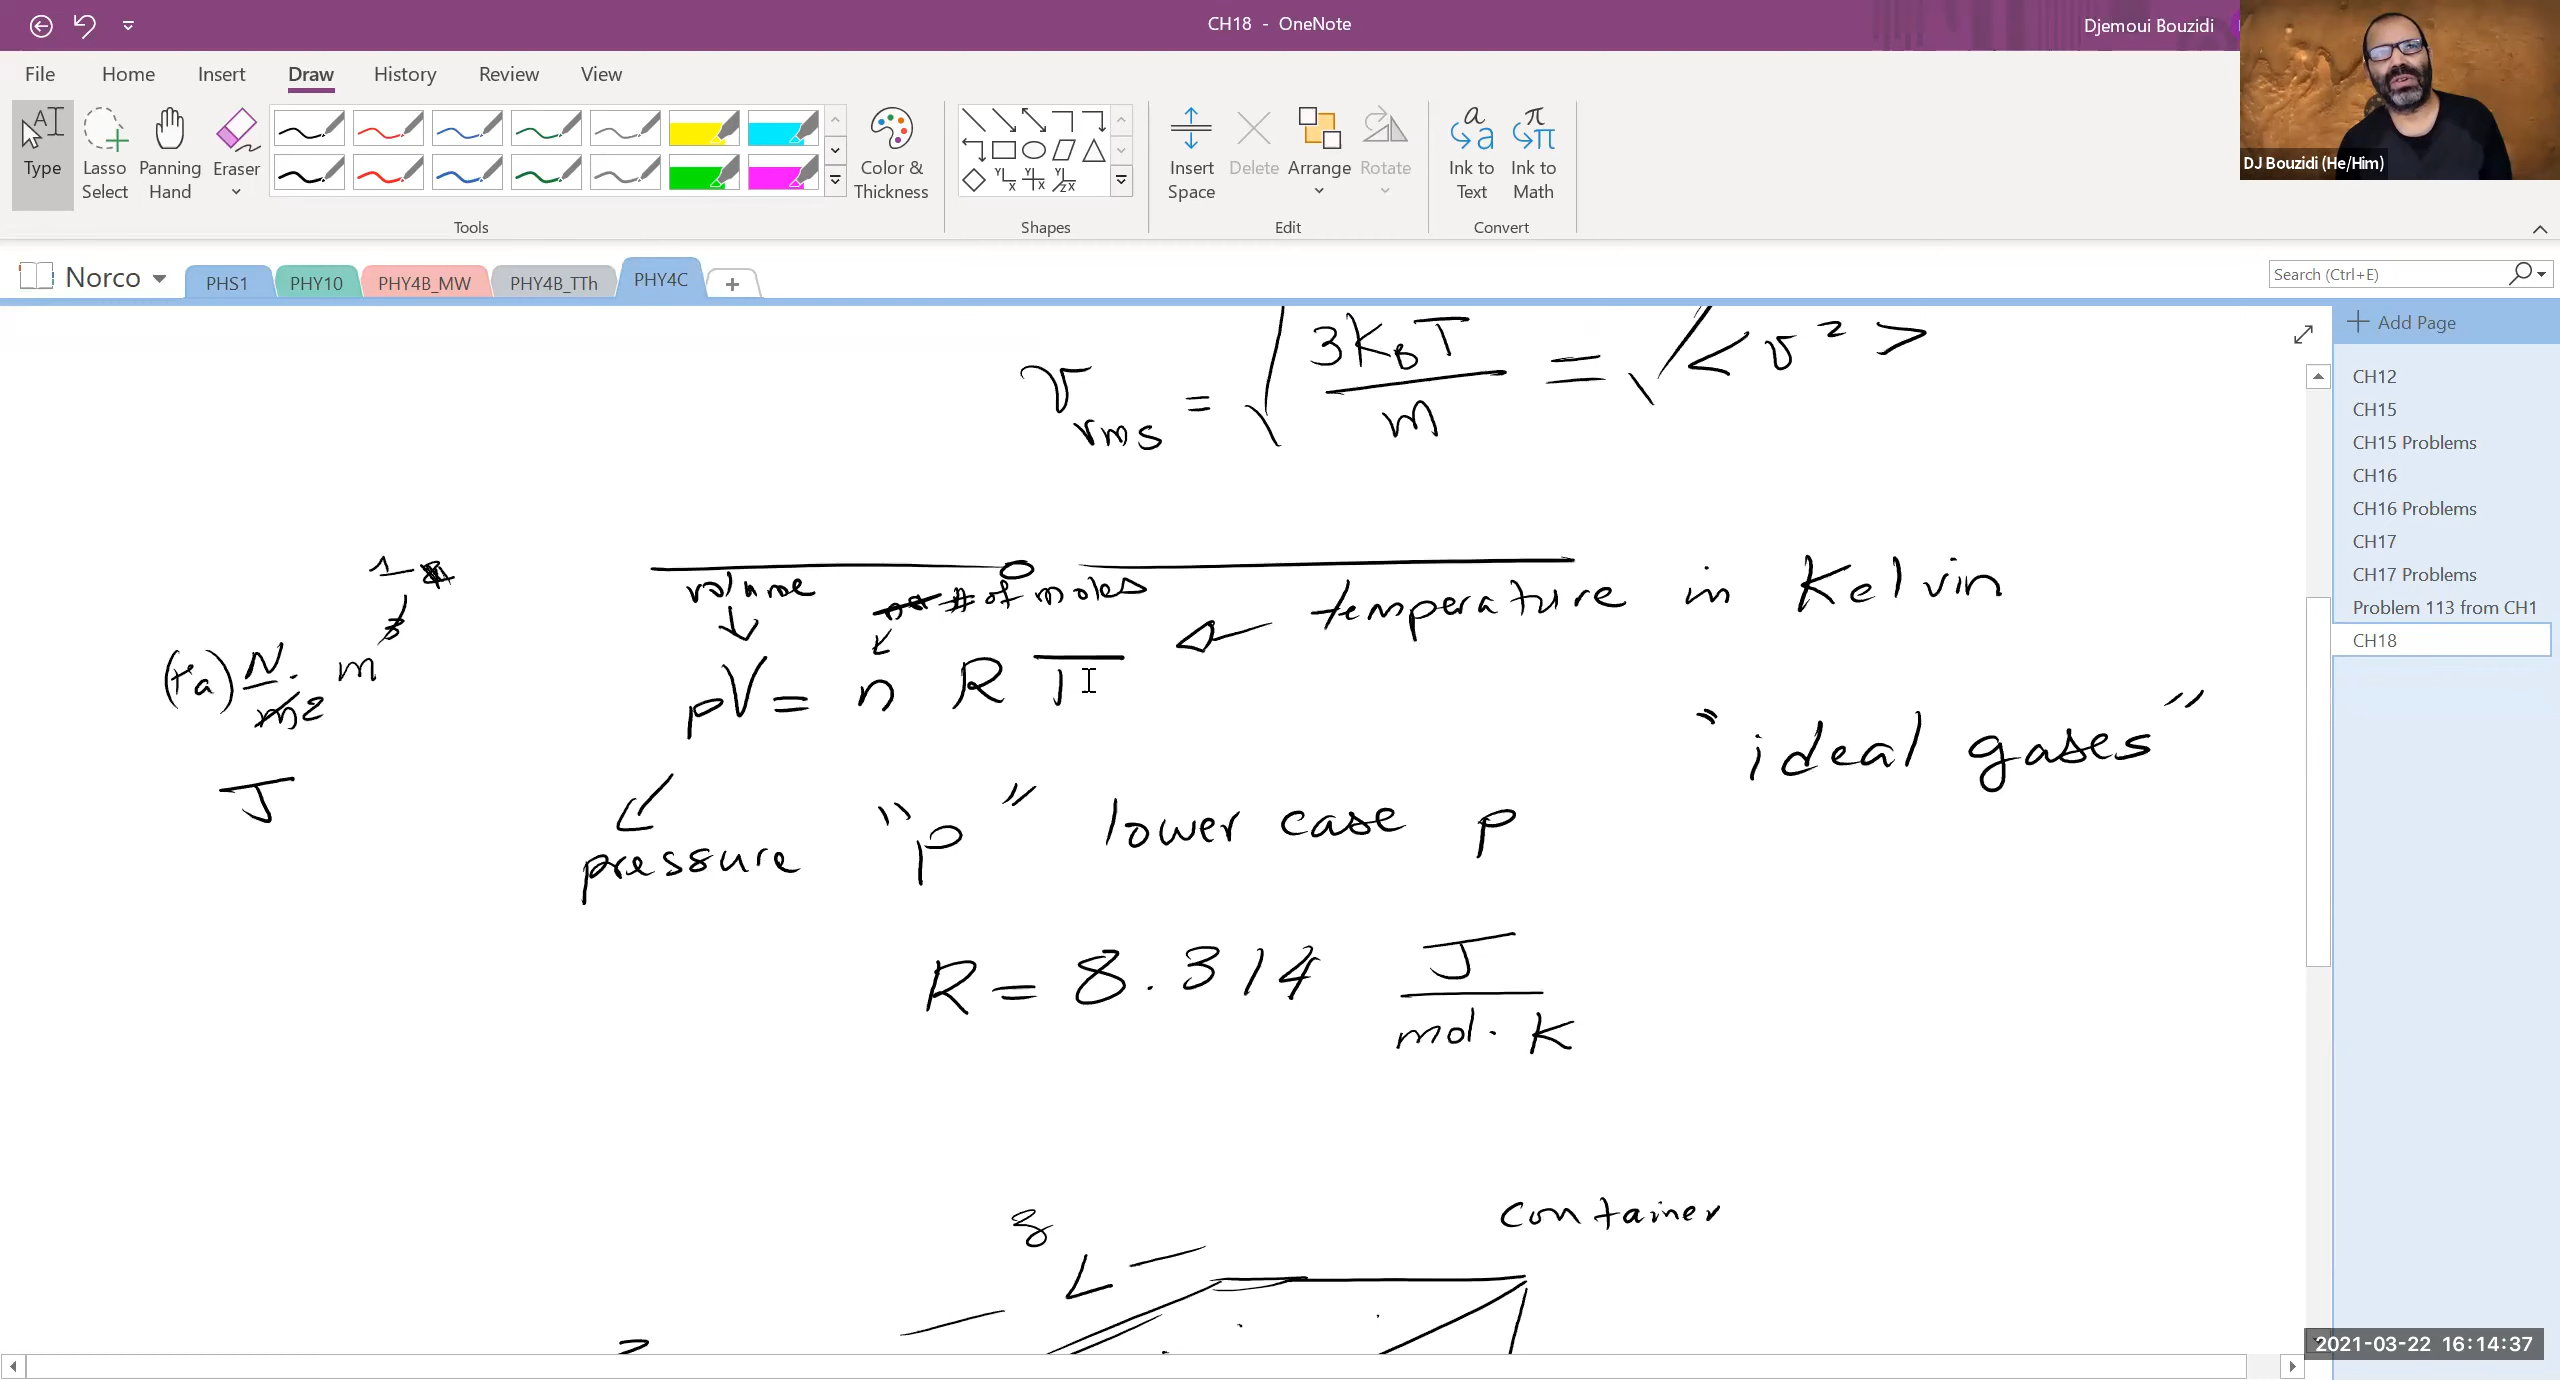 CH18 - OneNote
Djemoui Bouzidi
File Home Insert Draw History Review View
DJ Bouzidi (He/Him)
Type
Lasso Select
Panning Hand
Eraser
Color & Thickness
Insert Space
Delete
Arrange
Rotate
Ink to Text
Ink to Math
Tools
Shapes
Edit
Convert
Norco
PHS1
PHY10
PHY4B_MW
PHY4B_TTh
PHY4C
Search (Ctrl+E)
Add Page
CH12
CH15
CH15 Problems
CH16
CH16 Problems
CH17
CH17 Problems
Problem 113 from CH1
CH18
v rms = √ 3KBT / m = √ <v²>
volume
# of moles
temperature in Kelvin
(Pa) N / m2 . m
J
pV = n R T
"ideal gases"
pressure "p" lower case p
R = 8.314 J / mol. K
container
L
2021-03-22 16:14:37